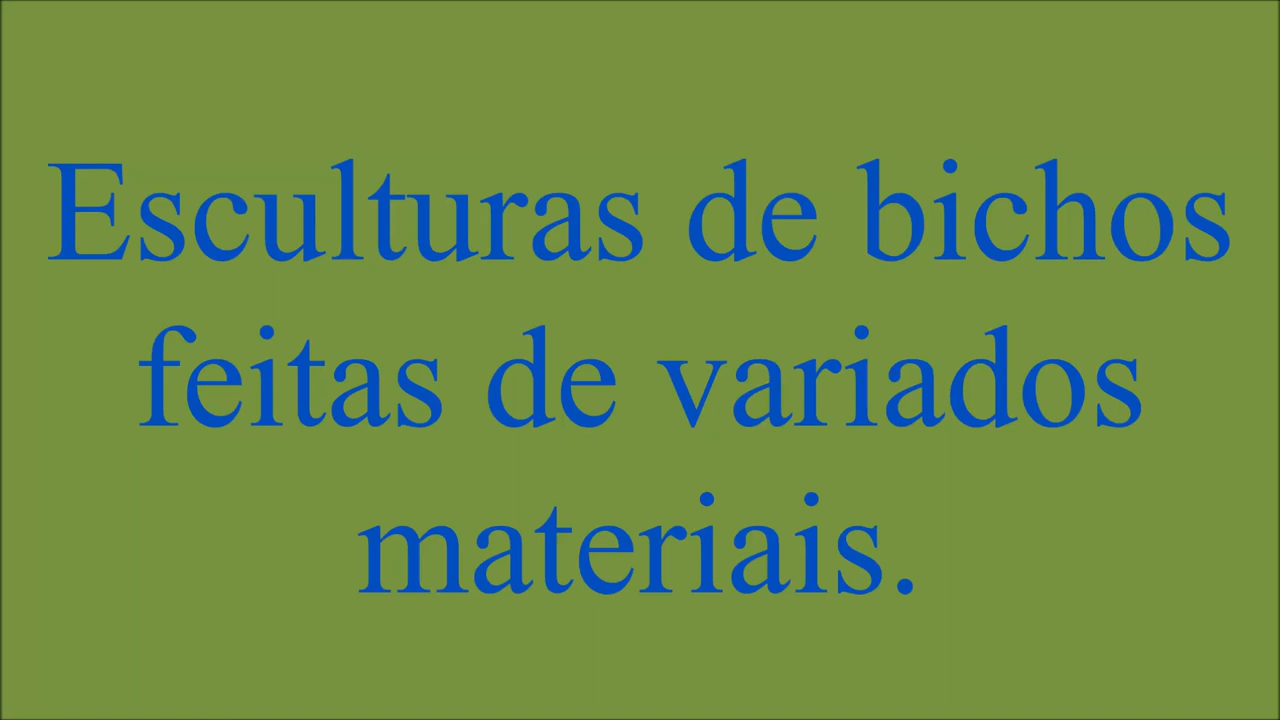 Esculturas de bichos
feitas de variados
materiais.